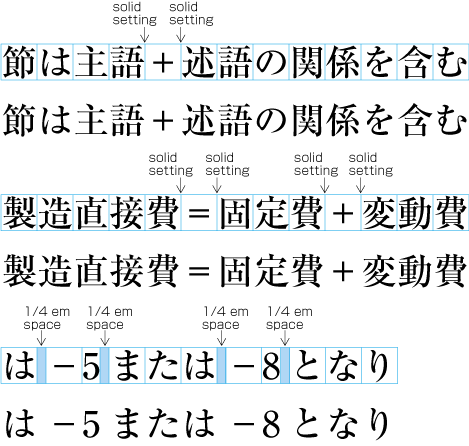 solid setting solid setting
節は主語＋述語の関係を含む
節は主語＋述語の関係を含む
solid setting solid setting solid setting solid setting
製造直接費＝固定費＋変動費
製造直接費＝固定費＋変動費
1/4 em space 1/4 em space 1/4 em space 1/4 em space
は －5 または －8 となり
は －5 または －8 となり